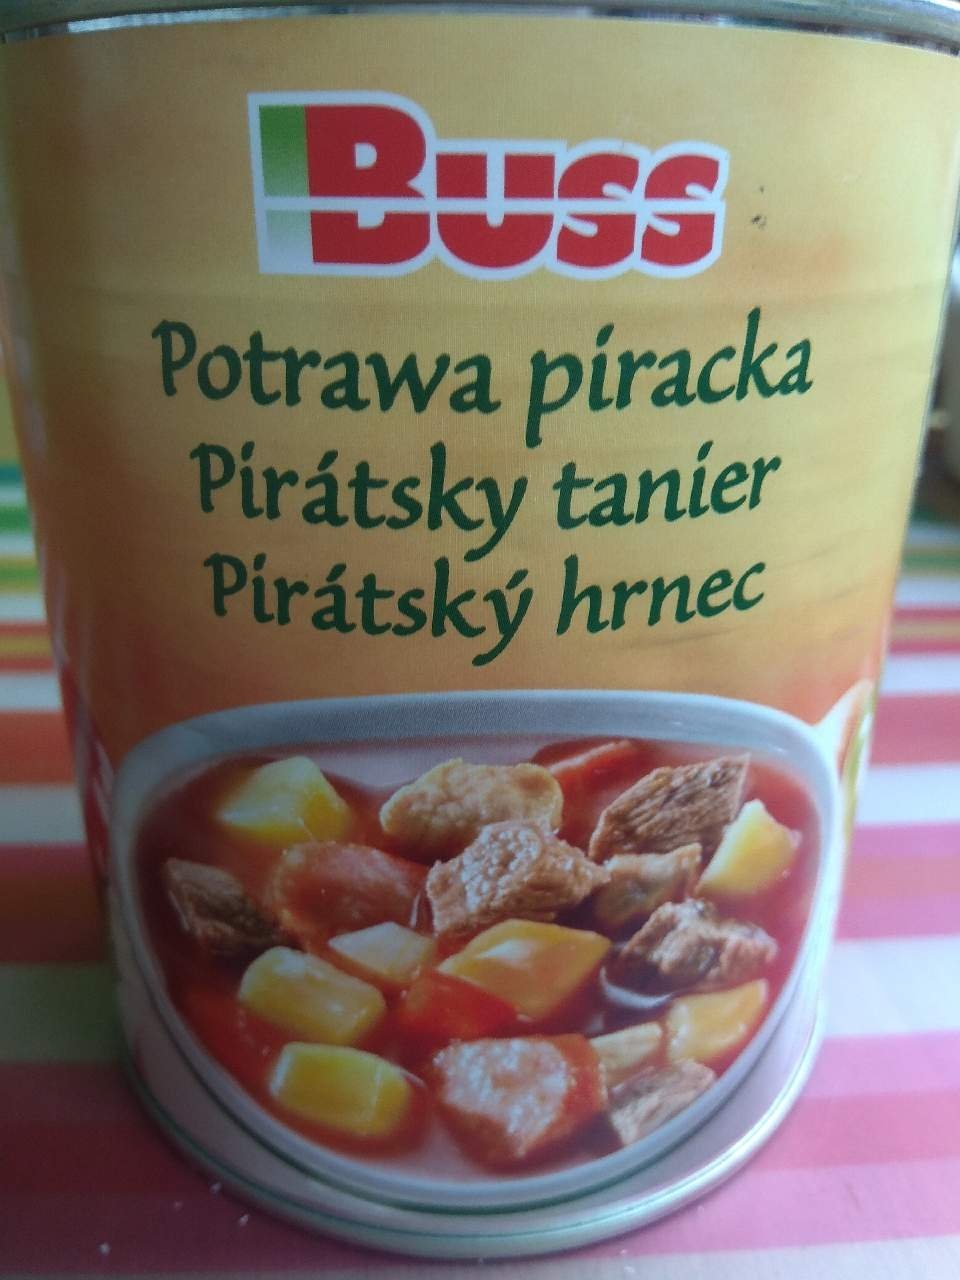 Buss
Potrawa piracka
Pirátsky tanier
Pirátský hrnec